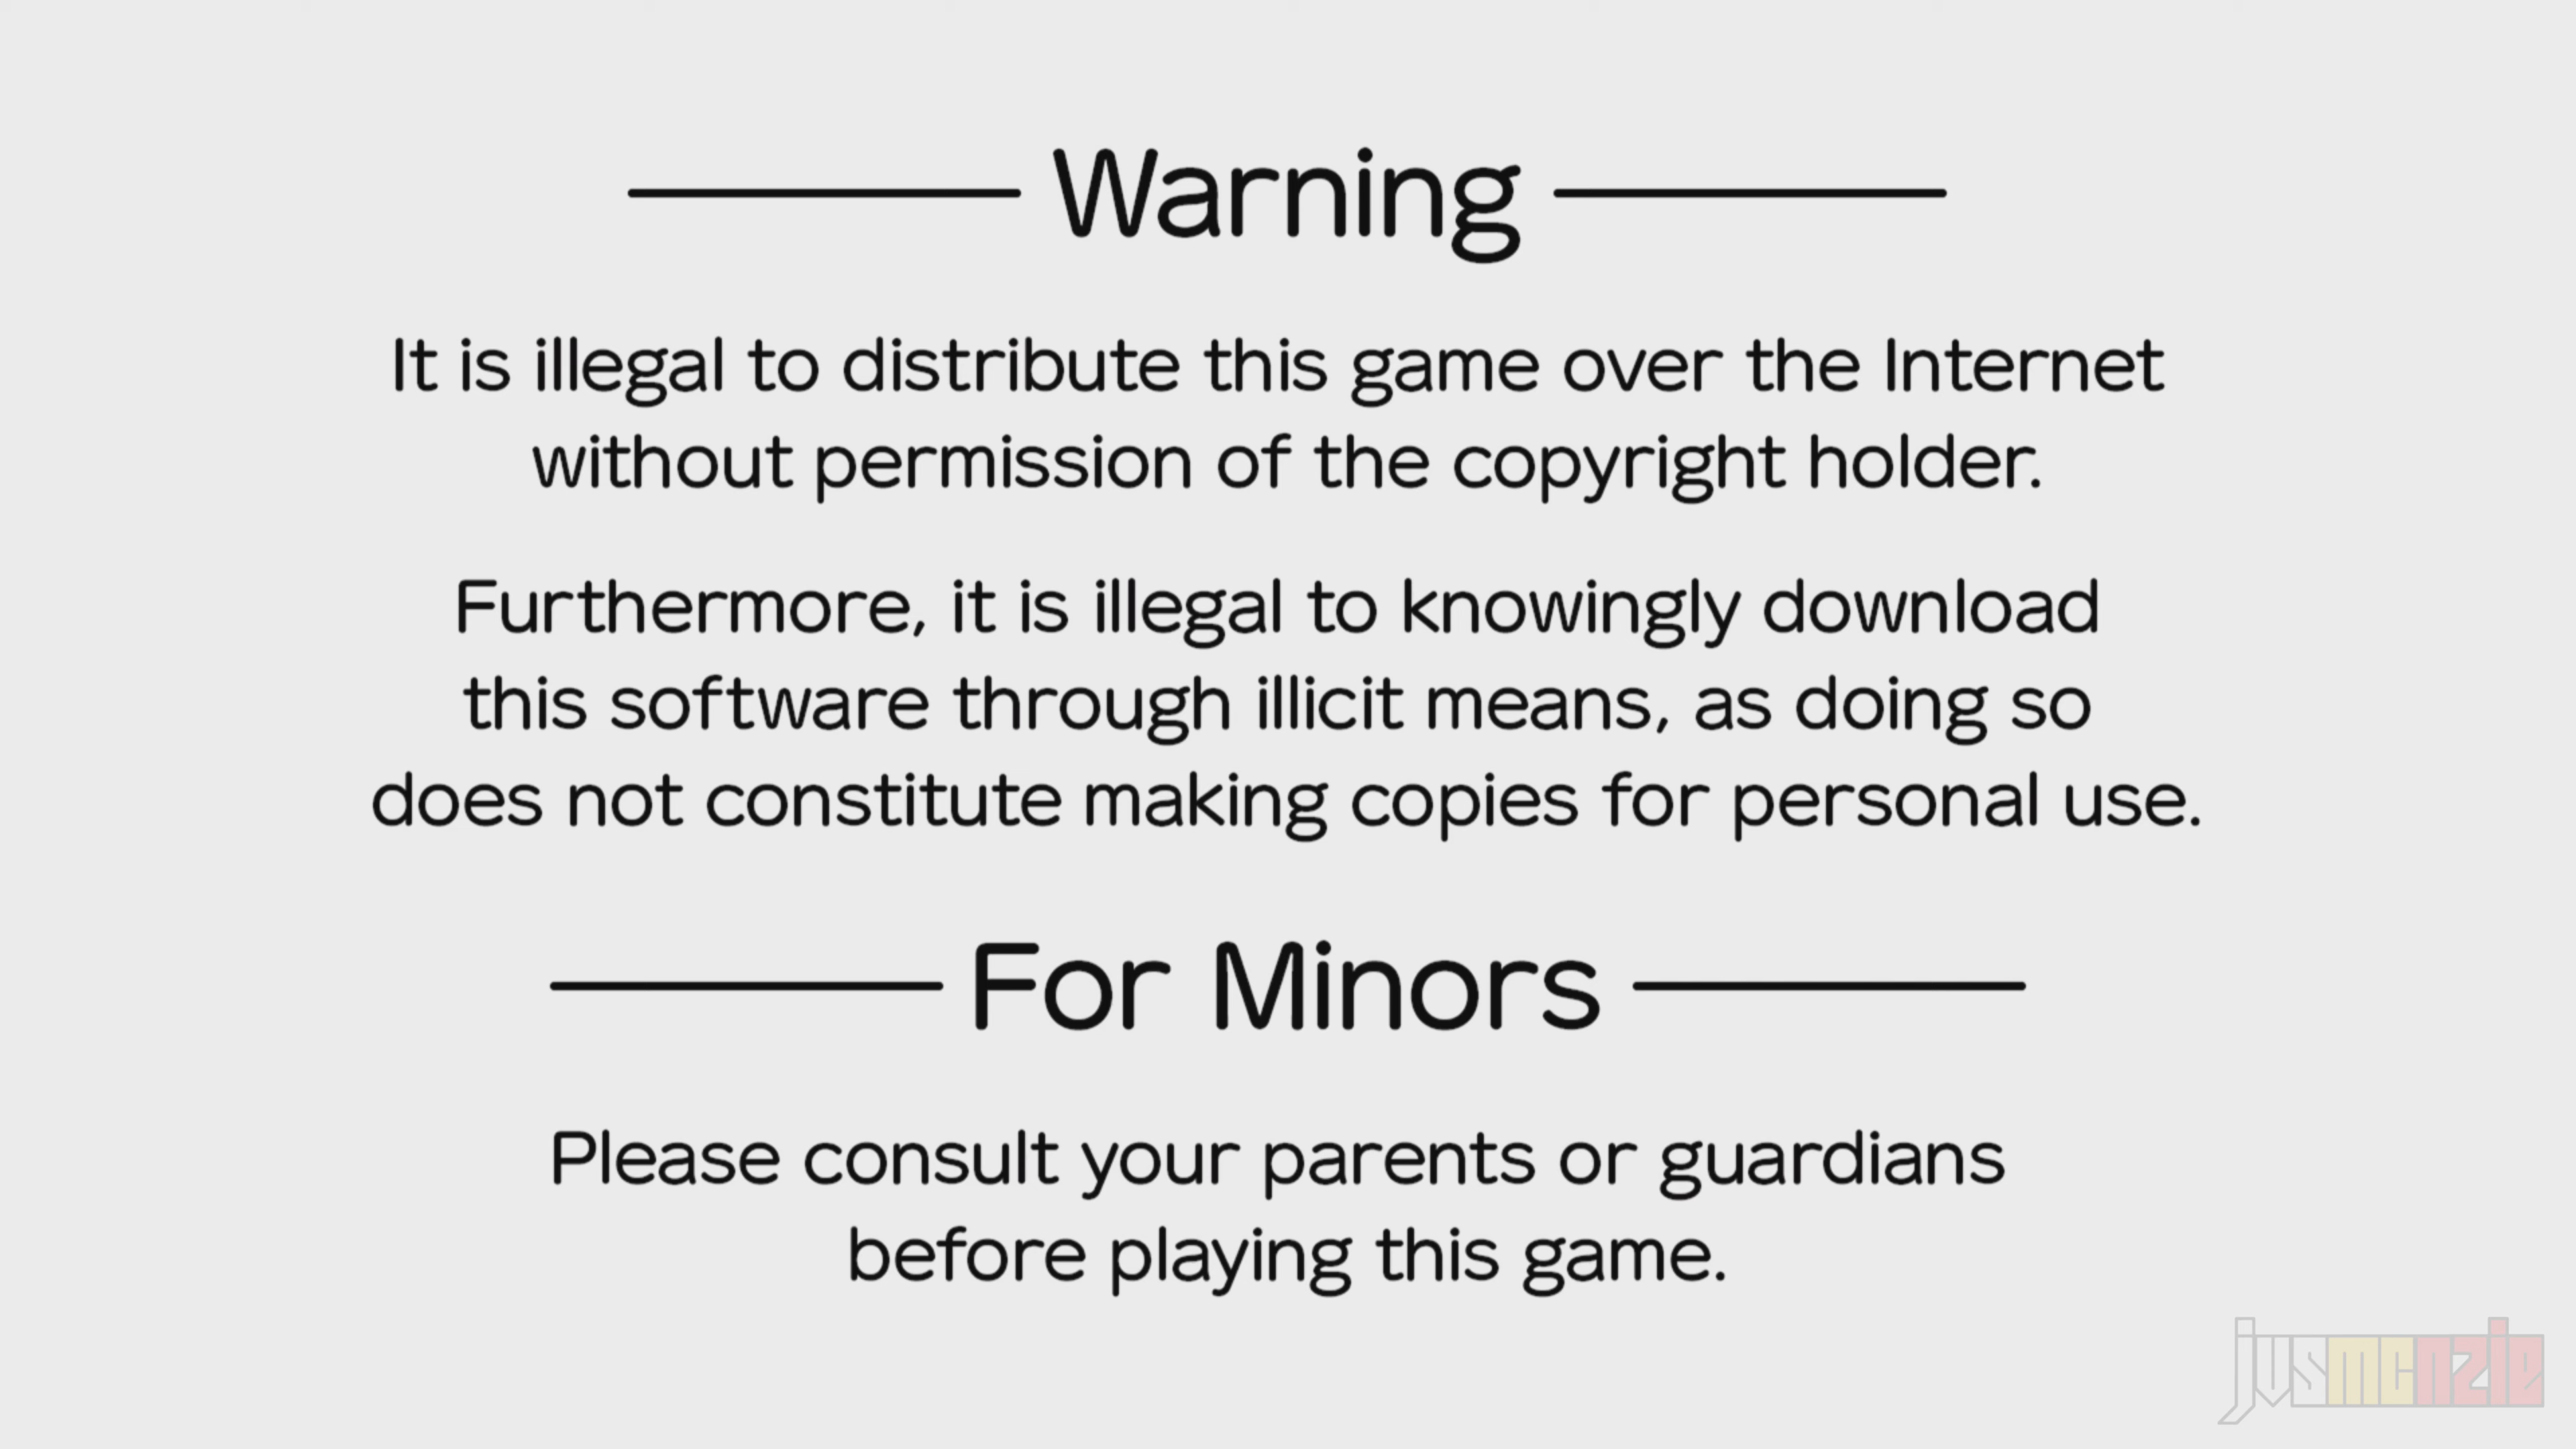 Warning
It is illegal to distribute this game over the Internet
without permission of the copyright holder.
Furthermore, it is illegal to knowingly download
this software through illicit means, as doing so
does not constitute making copies for personal use.
For Minors
Please consult your parents or guardians
before playing this game.
jvsmcnzie